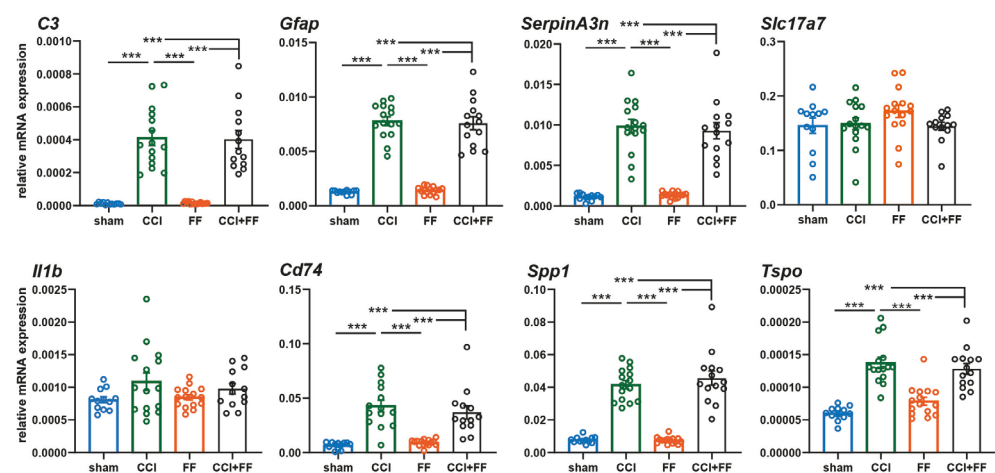 C3
Gfap
SerpinA3n
Slc17a7
relative mRNA expression
0.0010
0.0008
0.0006
0.0004
0.0002
0.0000
***
***
***
***
sham
CCI
FF
CCI+FF
0.015
0.010
0.005
0.000
***
***
***
***
sham
CCI
FF
CCI+FF
0.020
0.015
0.010
0.005
0.000
***
***
***
***
sham
CCI
FF
CCI+FF
0.3
0.2
0.1
0.0
sham
CCI
FF
CCI+FF
Il1b
Cd74
Spp1
Tspo
relative mRNA expression
0.0025
0.0020
0.0015
0.0010
0.0005
0.0000
sham
CCI
FF
CCI+FF
0.15
0.10
0.05
0.00
***
***
***
***
sham
CCI
FF
CCI+FF
0.10
0.08
0.06
0.04
0.02
0.00
***
***
***
***
sham
CCI
FF
CCI+FF
0.00025
0.00020
0.00015
0.00010
0.00005
0.00000
***
***
***
***
sham
CCI
FF
CCI+FF